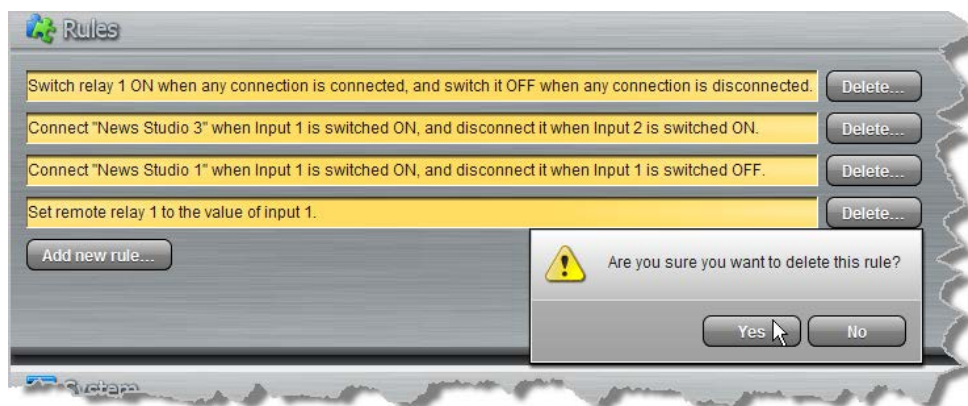 Rules
Switch relay 1 ON when any connection is connected, and switch it OFF when any connection is disconnected. Delete...
Connect "News Studio 3" when Input 1 is switched ON, and disconnect it when Input 2 is switched ON. Delete...
Connect "News Studio 1" when Input 1 is switched ON, and disconnect it when Input 1 is switched OFF. Delete...
Set remote relay 1 to the value of input 1. Delete...
Add new rule...
Are you sure you want to delete this rule?
Yes No
System